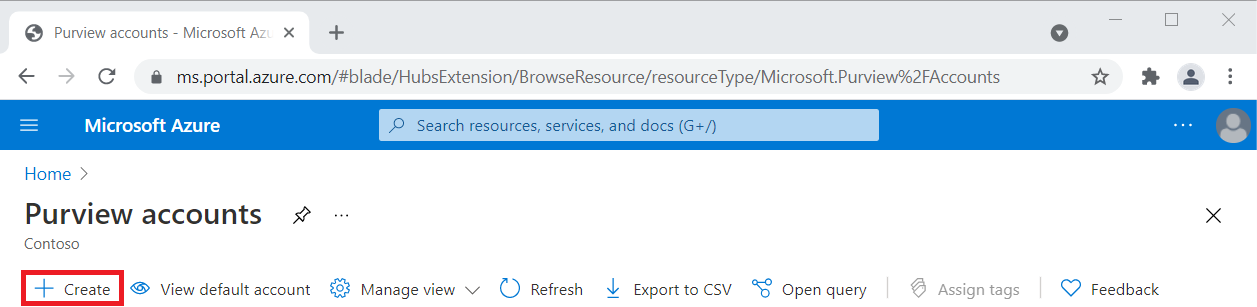 Purview accounts - Microsoft Azu
ms.portal.azure.com/#blade/HubsExtension/BrowseResource/resourceType/Microsoft.Purview%2FAccounts
Microsoft Azure Search resources, services, and docs (G+/) ...
Home >
Purview accounts ...
Contoso
+ Create View default account Manage view Refresh Export to CSV Open query Assign tags Feedback